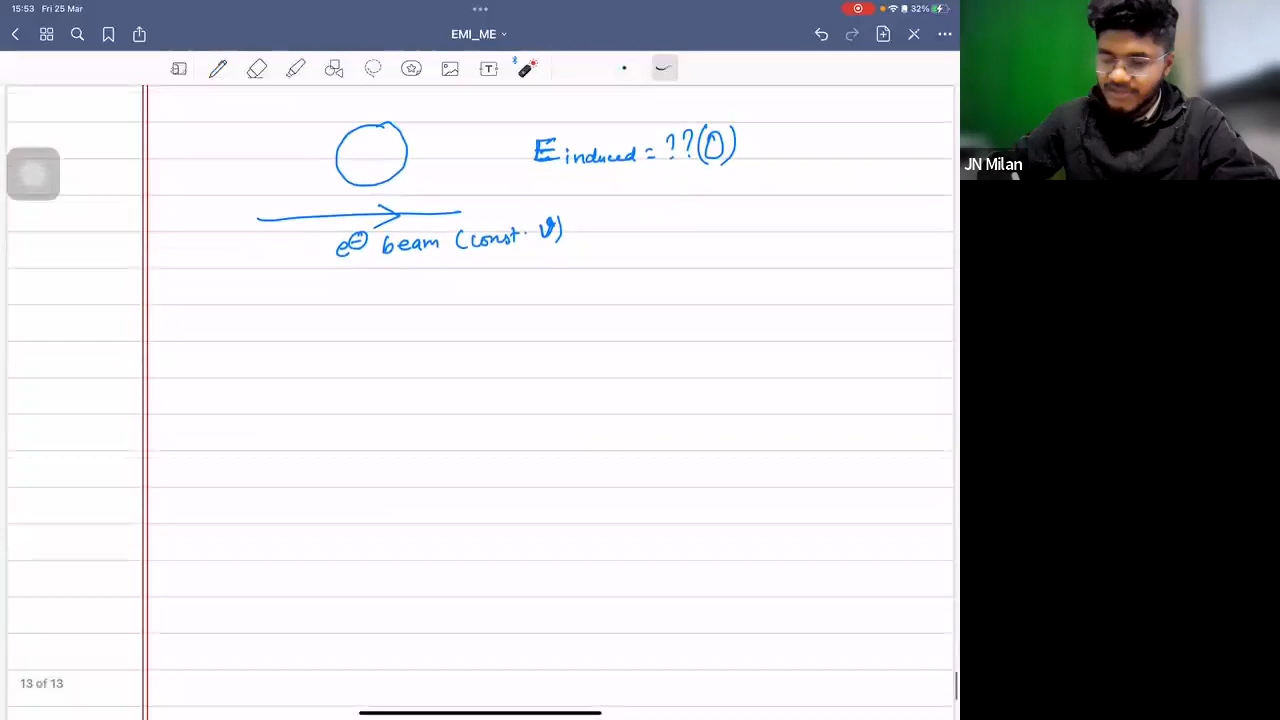 15:53 Fri 25 Mar
32%
EMI_ME
T
JN Milan
E induced = ??(0)
e⊖ beam (const. v)
13 of 13